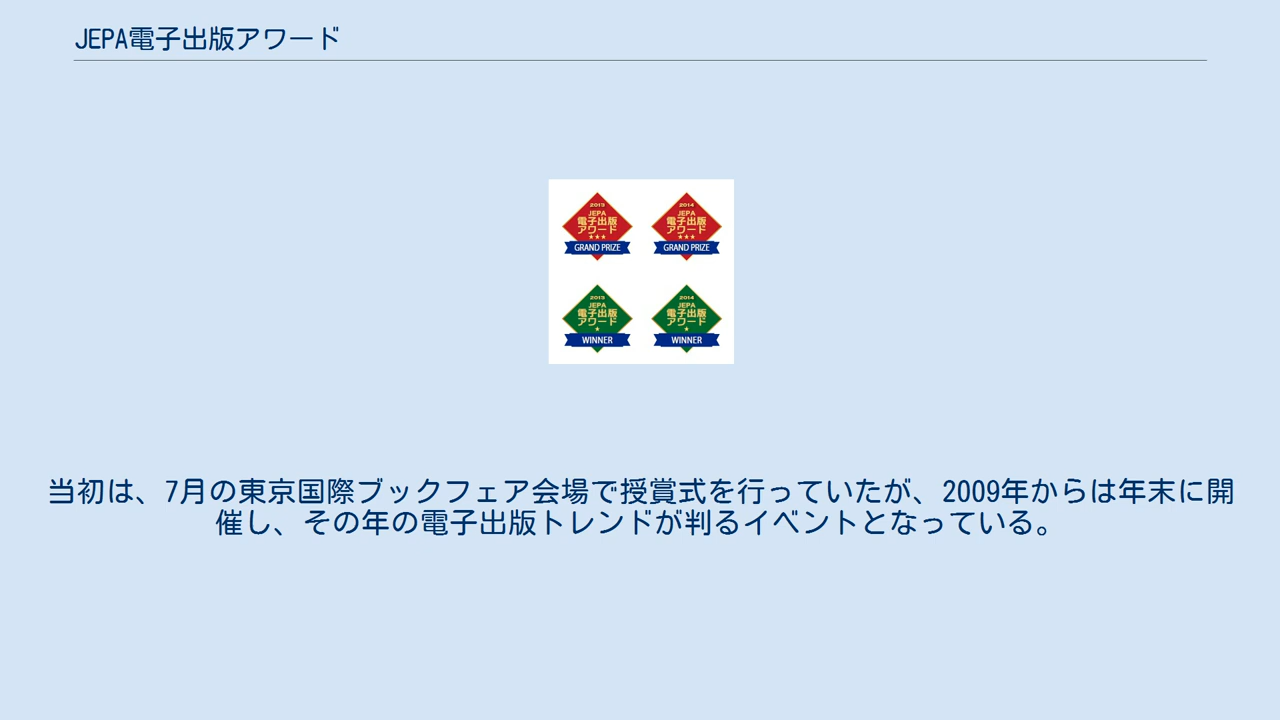 JEPA電子出版アワード
2013
JEPA
電子出版
アワード
GRAND PRIZE
2014
JEPA
電子出版
アワード
GRAND PRIZE
2013
JEPA
電子出版
アワード
WINNER
2014
JEPA
電子出版
アワード
WINNER
当初は、7月の東京国際ブックフェア会場で授賞式を行っていたが、2009年からは年末に開
催し、その年の電子出版トレンドが判るイベントとなっている。